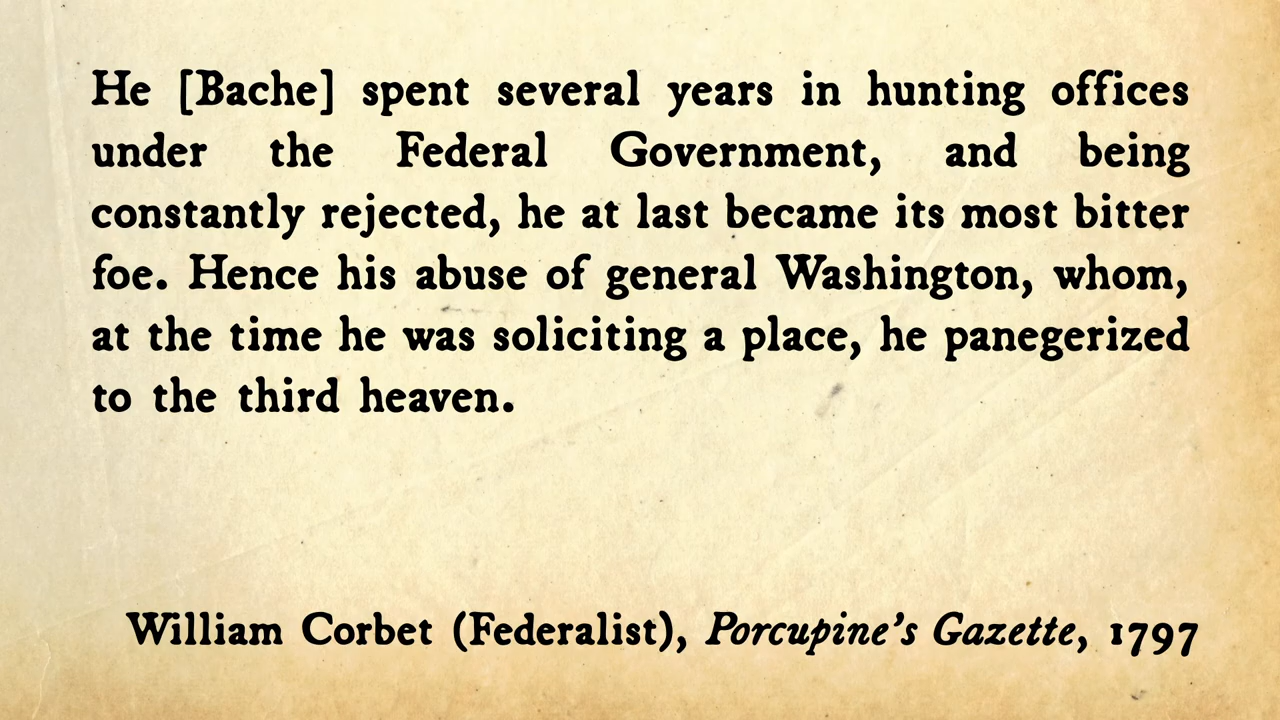 He [Bache] spent several years in hunting offices
under the Federal Government, and being
constantly rejected, he at last became its most bitter
foe. Hence his abuse of general Washington, whom,
at the time he was soliciting a place, he panegerized
to the third heaven.
William Corbet (Federalist), Porcupine's Gazette, 1797